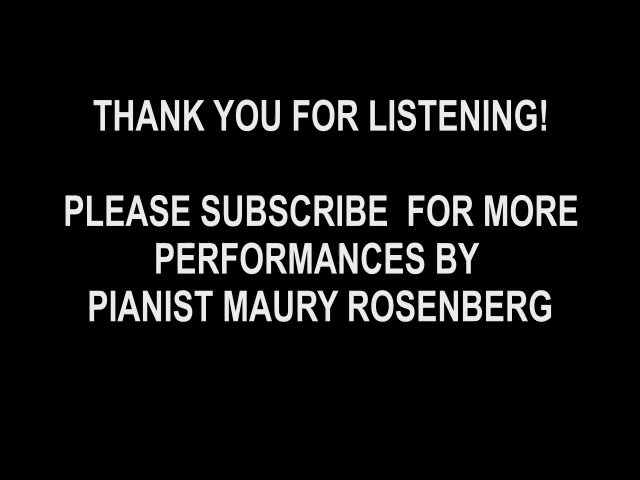 THANK YOU FOR LISTENING!
PLEASE SUBSCRIBE  FOR MORE
PERFORMANCES BY
PIANIST MAURY ROSENBERG